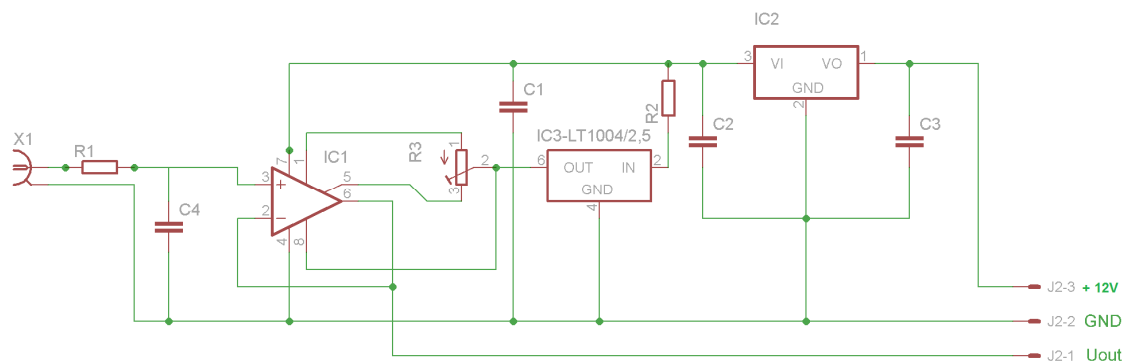 IC2
3 VI VO 1
GND
2
C1
R2
C2
C3
X1
R1
IC3-LT1004/2,5
R3
1
2
3
6 OUT IN 2
GND
4
IC1
7
1
3
+
5
6
2
−
4
8
C4
J2-3 + 12V
J2-2 GND
J2-1 Uout